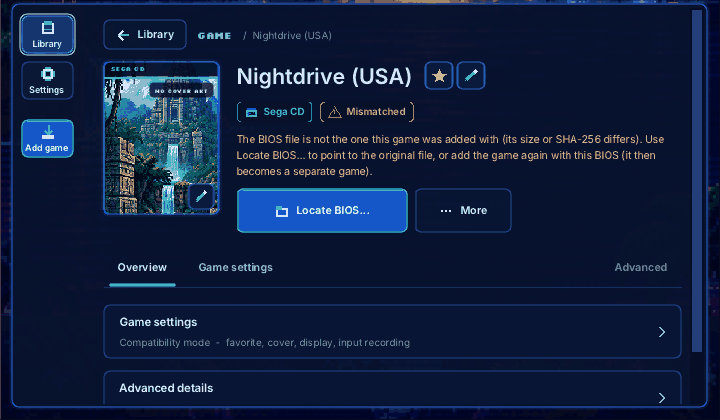 Library
Settings
Add game
Library
GAME / Nightdrive (USA)
SEGA CD
NO COVER ART
Nightdrive (USA)
Sega CD
Mismatched
The BIOS file is not the one this game was added with (its size or SHA-256 differs). Use
Locate BIOS... to point to the original file, or add the game again with this BIOS (it then
becomes a separate game).
Locate BIOS...
··· More
Overview
Game settings
Advanced
Game settings
Compatibility mode - favorite, cover, display, input recording
Advanced details